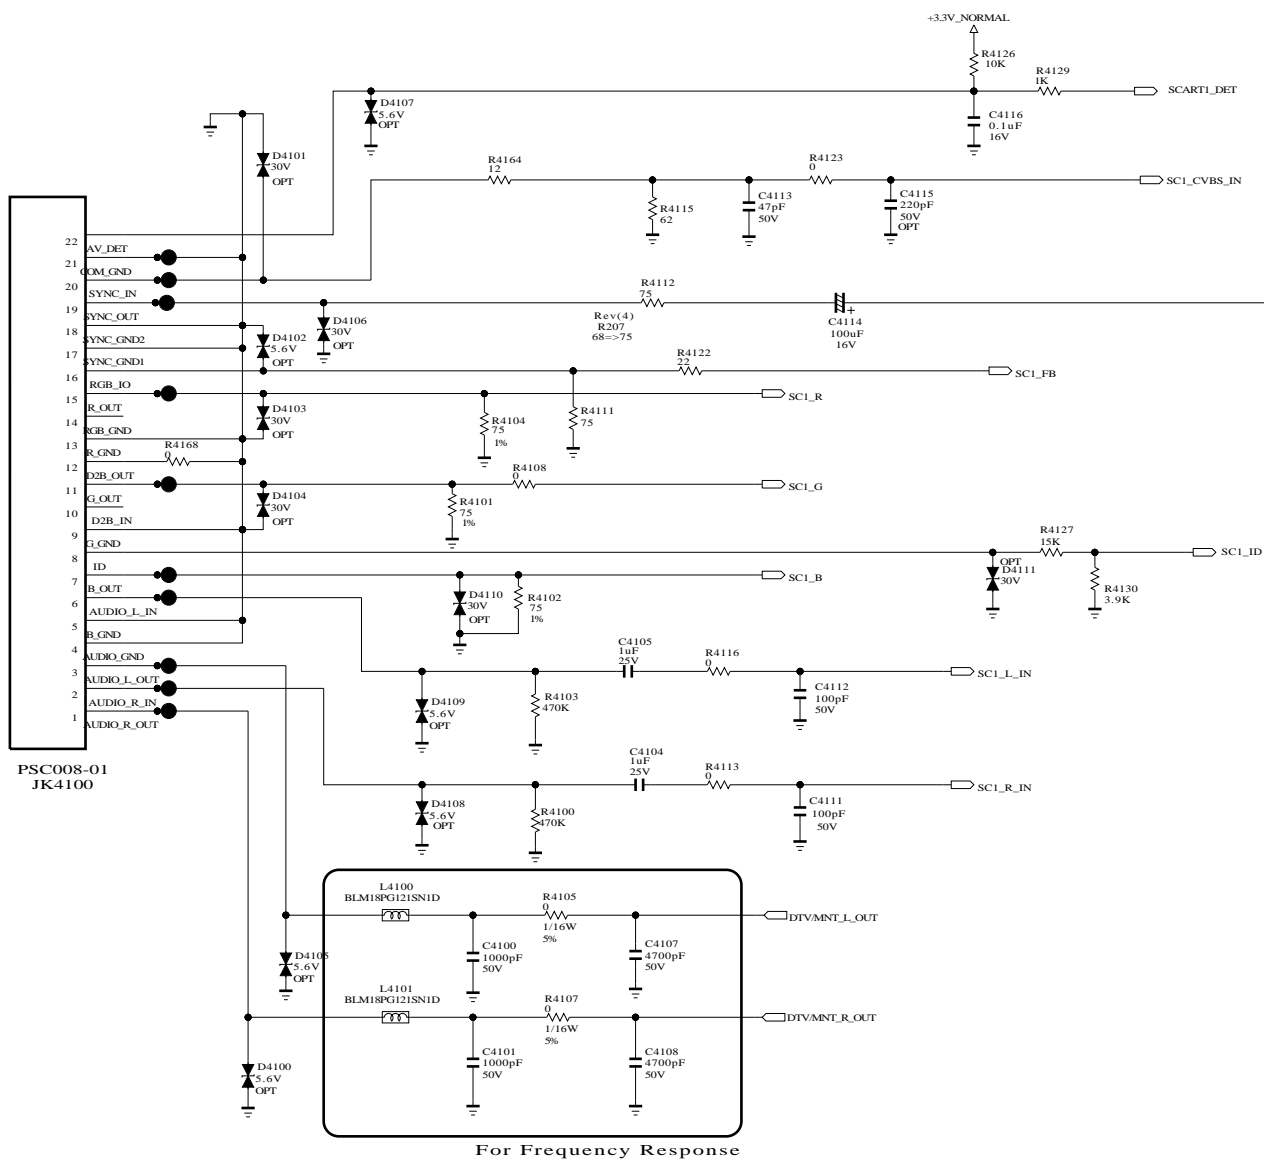 +3.3V_NORMAL
R4126
10K
R4129
1K
SCART1_DET
D4107
5.6V
OPT
C4116
0.1uF
16V
D4101
30V
OPT
R4164
12
R4123
0
SC1_CVBS_IN
R4115
62
C4113
47pF
50V
C4115
220pF
50V
OPT
22
AV_DET
21
COM_GND
20
SYNC_IN
19
SYNC_OUT
18
SYNC_GND2
17
SYNC_GND1
16
RGB_IO
15
R_OUT
14
RGB_GND
13
R_GND
12
D2B_OUT
11
G_OUT
10
D2B_IN
9
G_GND
8
ID
7
B_OUT
6
AUDIO_L_IN
5
B_GND
4
AUDIO_GND
3
AUDIO_L_OUT
2
AUDIO_R_IN
1
AUDIO_R_OUT
PSC008-01
JK4100
R4112
75
Rev(4)
R207
68=>75
C4114
100uF
16V
+
D4106
30V
OPT
D4102
5.6V
OPT
R4122
22
SC1_FB
SC1_R
D4103
30V
OPT
R4104
75
1%
R4111
75
R4168
0
R4108
0
SC1_G
D4104
30V
OPT
R4101
75
1%
R4127
15K
SC1_ID
OPT
D4111
30V
R4130
3.9K
SC1_B
D4110
30V
OPT
R4102
75
1%
C4105
1uF
25V
R4116
0
SC1_L_IN
D4109
5.6V
OPT
R4103
470K
C4112
100pF
50V
C4104
1uF
25V
R4113
0
SC1_R_IN
D4108
5.6V
OPT
R4100
470K
C4111
100pF
50V
L4100
BLM18PG121SN1D
R4105
0
1/16W
5%
DTV/MNT_L_OUT
D4105
5.6V
OPT
C4100
1000pF
50V
C4107
4700pF
50V
L4101
BLM18PG121SN1D
R4107
0
1/16W
5%
DTV/MNT_R_OUT
D4100
5.6V
OPT
C4101
1000pF
50V
C4108
4700pF
50V
For Frequency Response